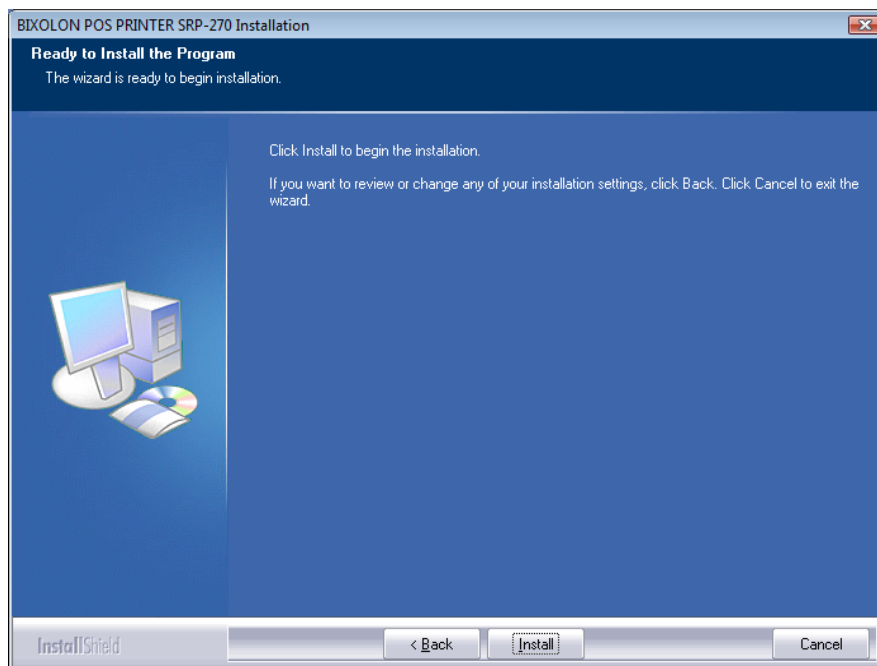 BIXOLON POS PRINTER SRP-270 Installation
Ready to Install the Program
The wizard is ready to begin installation.
Click Install to begin the installation.
If you want to review or change any of your installation settings, click Back. Click Cancel to exit the
wizard.
InstallShield
< Back
Install
Cancel